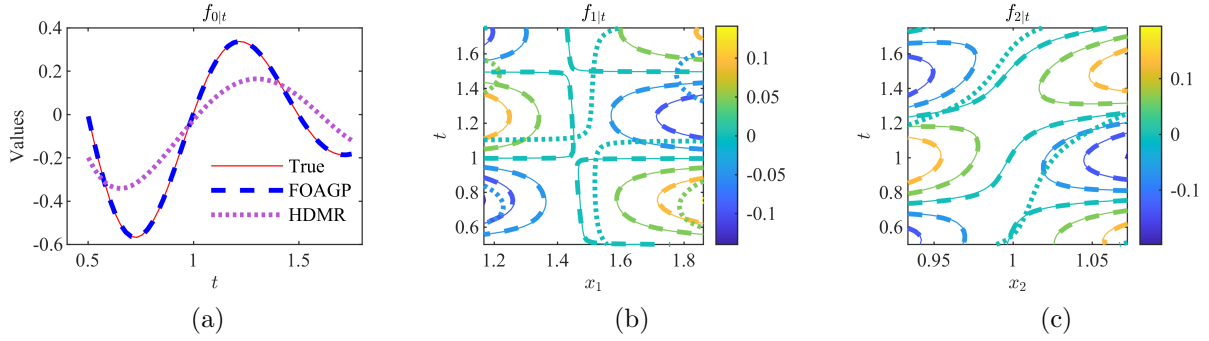 f0|t
Values
0.4
0.2
0
-0.2
-0.4
-0.6
True
FOAGP
HDMR
0.5 1 1.5
t
(a)
f1|t
t
1.6
1.4
1.2
1
0.8
0.6
1.2 1.4 1.6 1.8
x1
0.1
0.05
0
-0.05
-0.1
(b)
f2|t
t
1.6
1.4
1.2
1
0.8
0.6
0.95 1 1.05
x2
0.1
0
-0.1
(c)